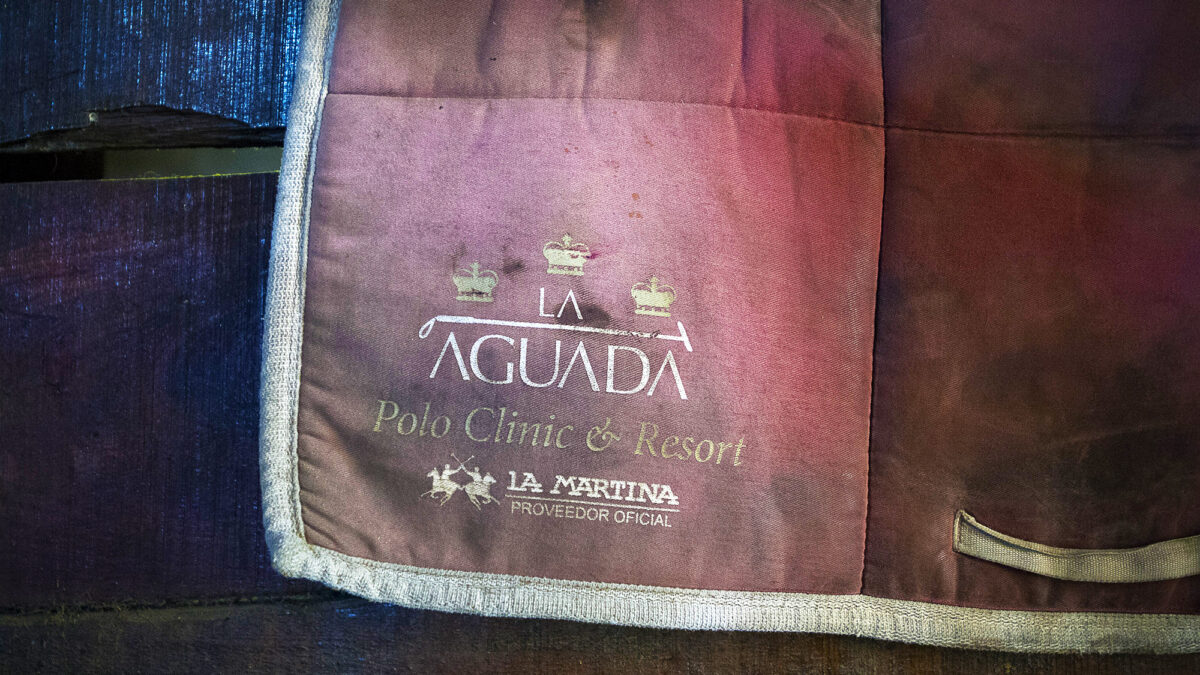 LA
AGUADA
Polo Clinic & Resort
LA MARTINA
PROVEEDOR OFICIAL